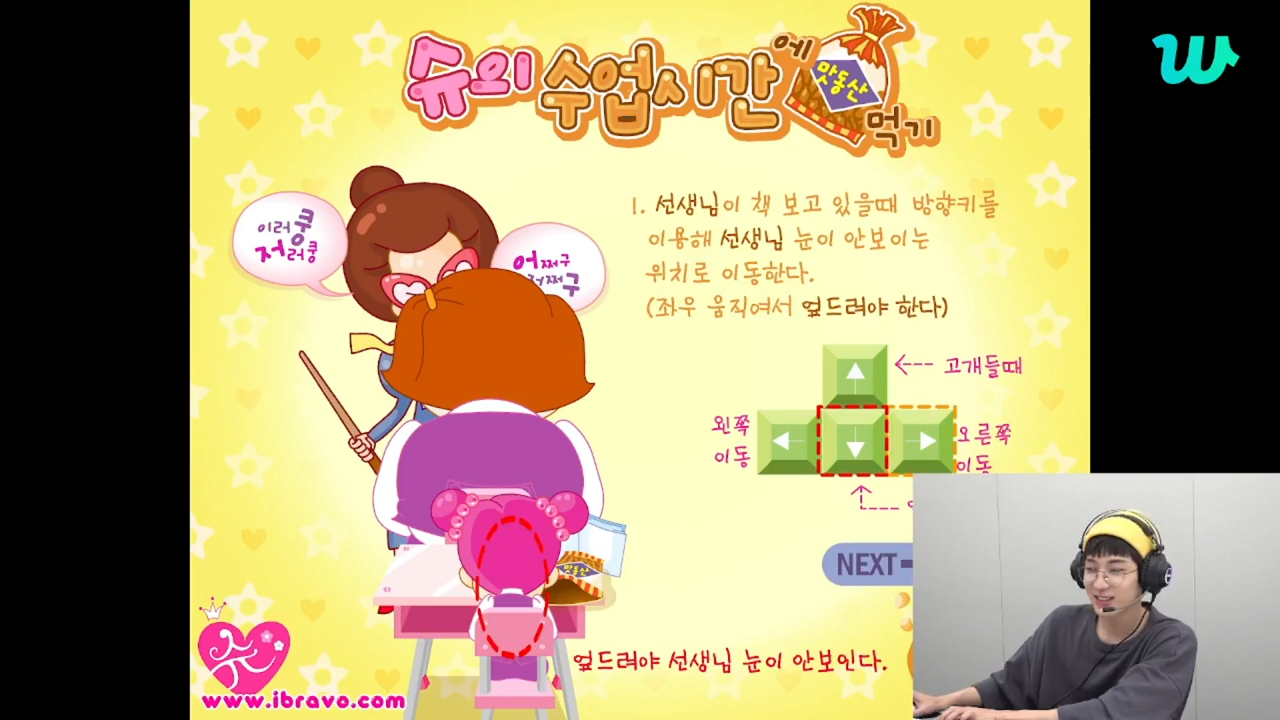 슈의 수업시간에
맛동산
먹기
이러쿵
저러쿵
어쩌구
저쩌구
1. 선생님이 책 보고 있을때 방향키를
이용해 선생님 눈이 안보이는
위치로 이동한다.
(좌우 움직여서 엎드려야 한다)
<--- 고개들때
왼쪽
이동
오른쪽
이동
NEXT
맛동산
엎드려야 선생님 눈이 안보인다.
슈
www.ibravo.com
W